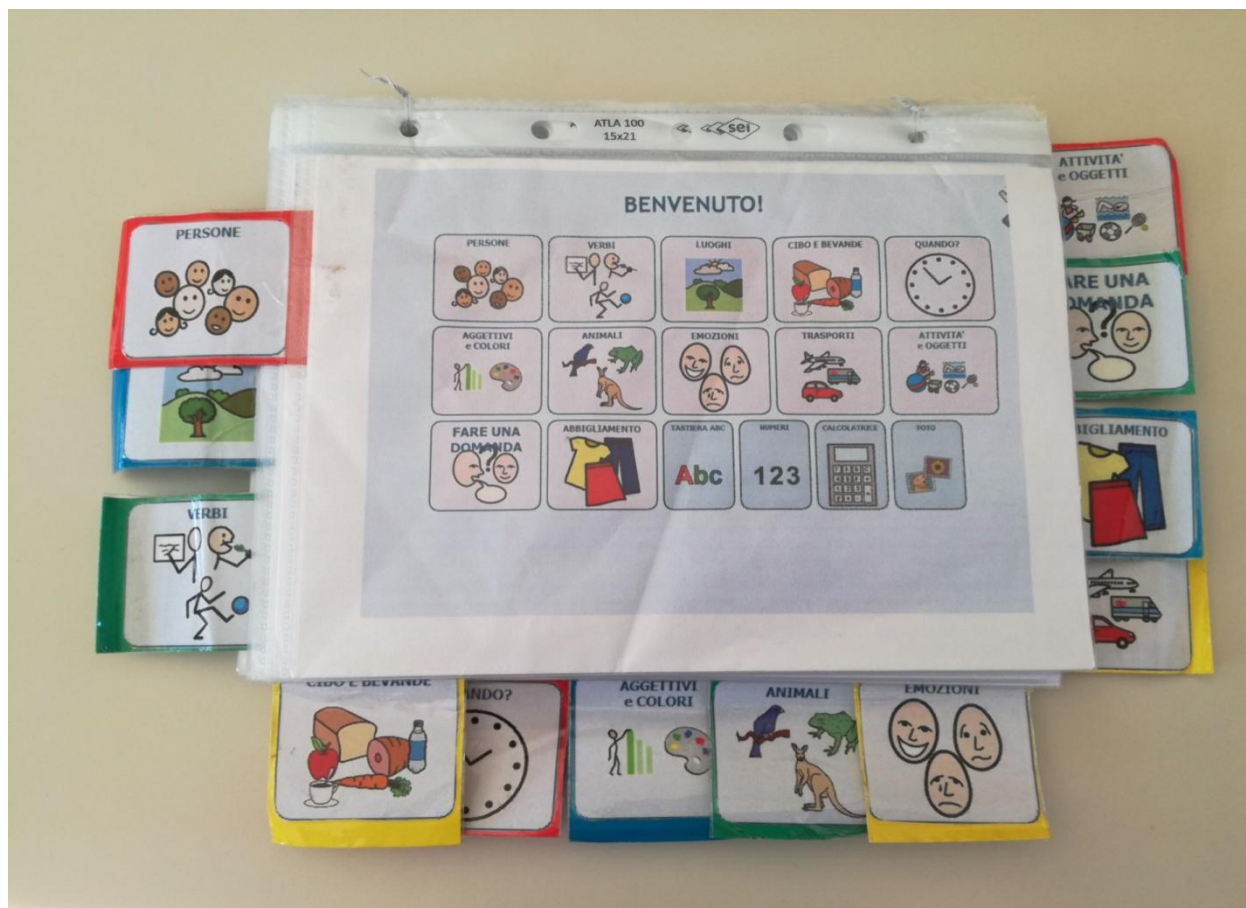 ATLA 100
15x21
sei
BENVENUTO!
PERSONE
VERBI
LUOGHI
CIBO E BEVANDE
QUANDO?
AGGETTIVI
e COLORI
ANIMALI
EMOZIONI
TRASPORTI
ATTIVITA'
e OGGETTI
FARE UNA
DOMANDA
ABBIGLIAMENTO
TASTIERA ABC
NUMERI
CALCOLATRICE
FOTO
Abc
123
PERSONE
VERBI
CIBO E BEVANDE
NDO?
AGGETTIVI
e COLORI
ANIMALI
EMOZIONI
ATTIVITA'
e OGGETTI
ARE UNA
OMANDA
BIGLIAMENTO